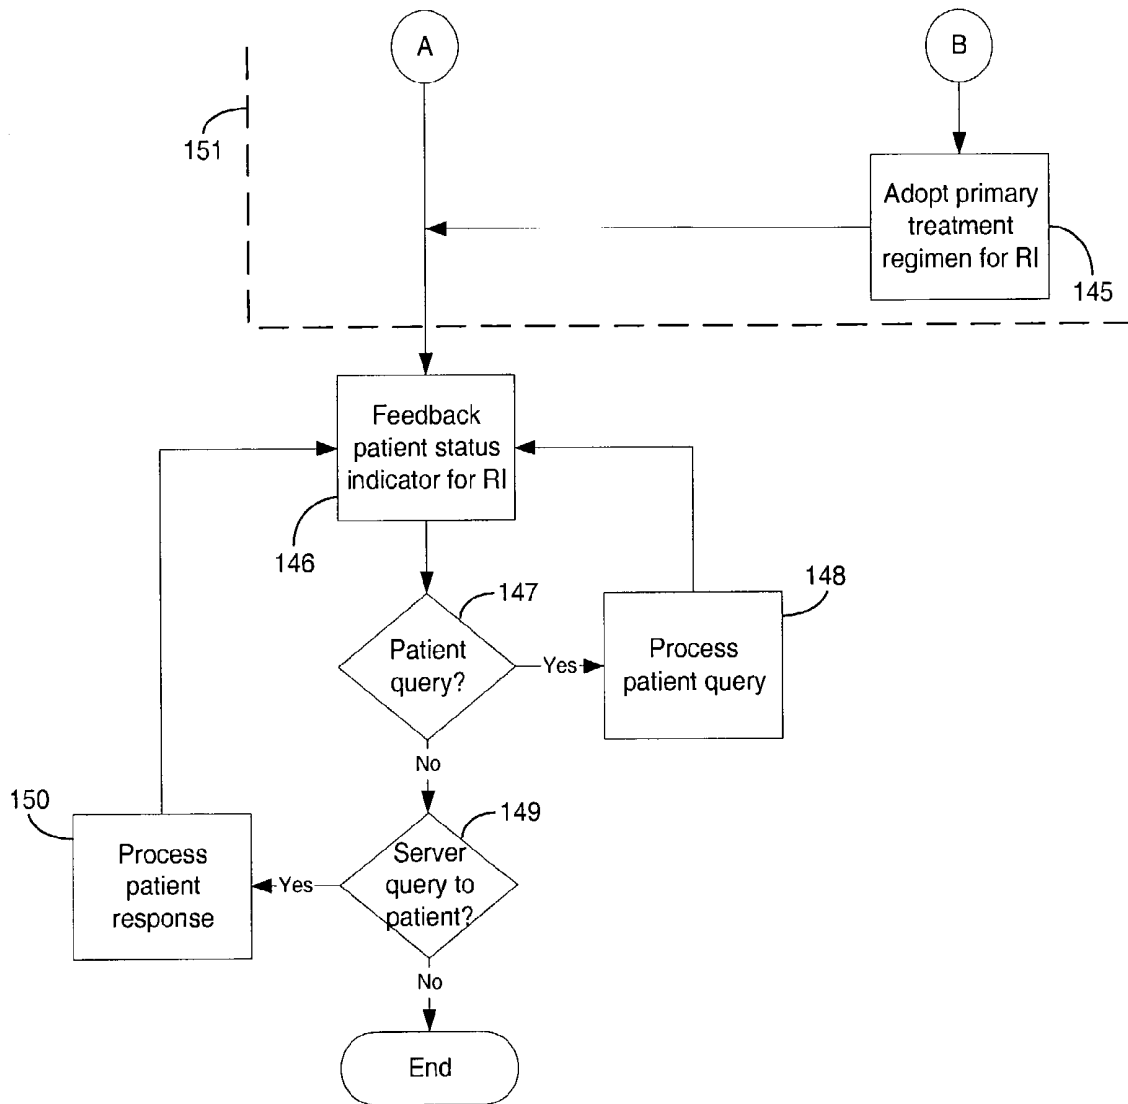 A
B
151
Adopt primary
treatment
regimen for RI
145
Feedback
patient status
indicator for RI
146
147
148
Patient
query?
Yes
Process
patient query
No
150
149
Process
patient
response
Yes
Server
query to
patient?
No
End